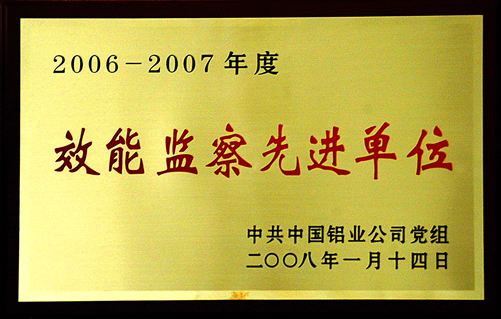 2006-2007年度
效能监察先进单位
中共中国铝业公司党组
二〇〇八年一月十四日